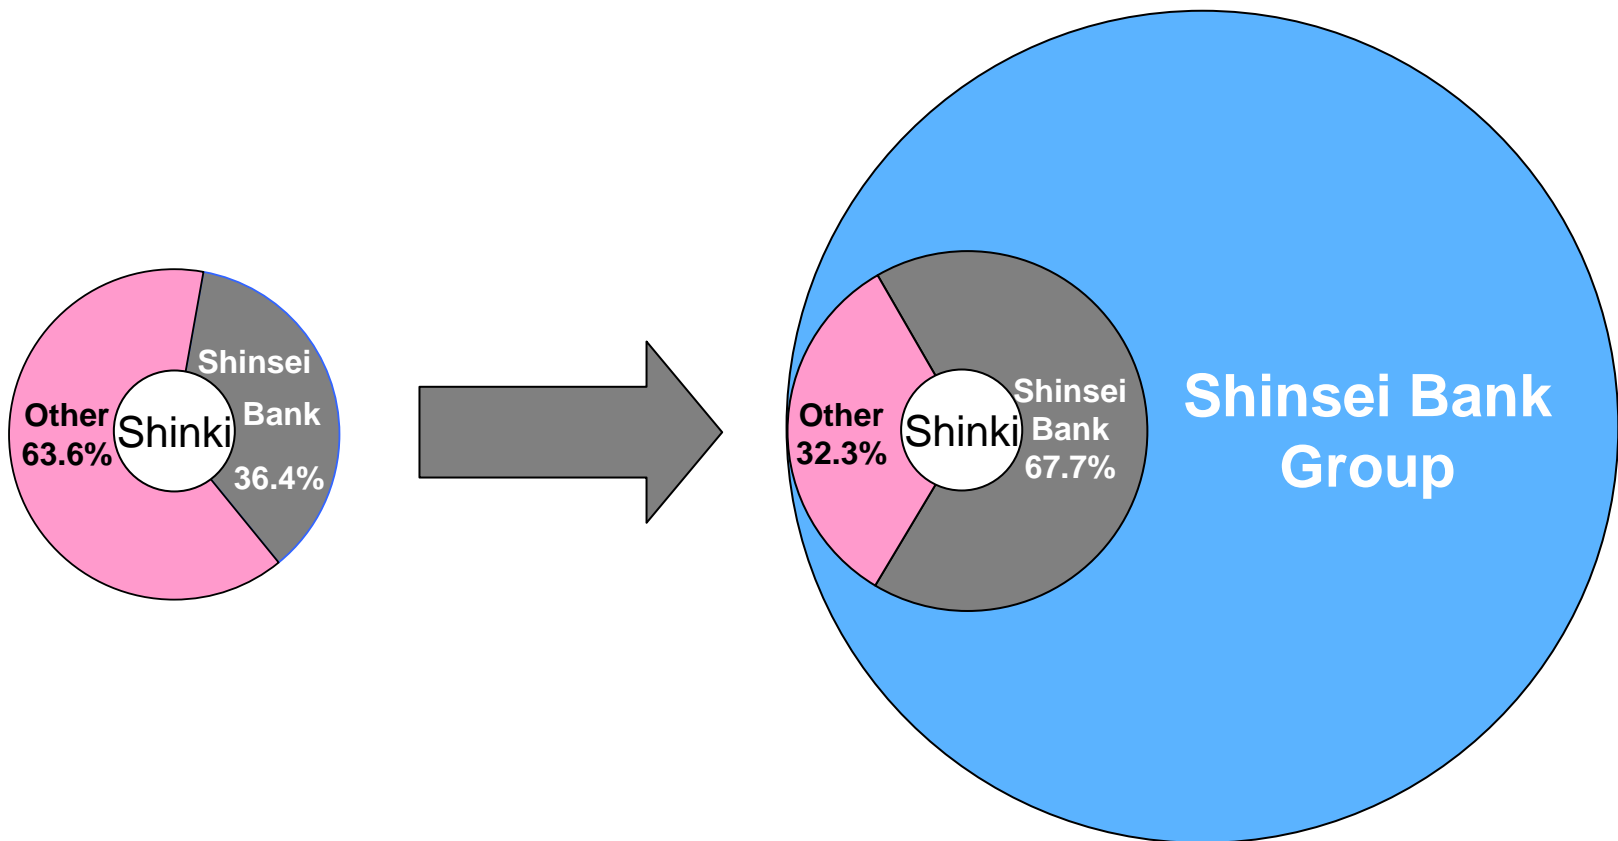 Shinsei
Bank
36.4%
Other
63.6%
Shinki
Other
32.3%
Shinki
Shinsei
Bank
67.7%
Shinsei Bank
Group